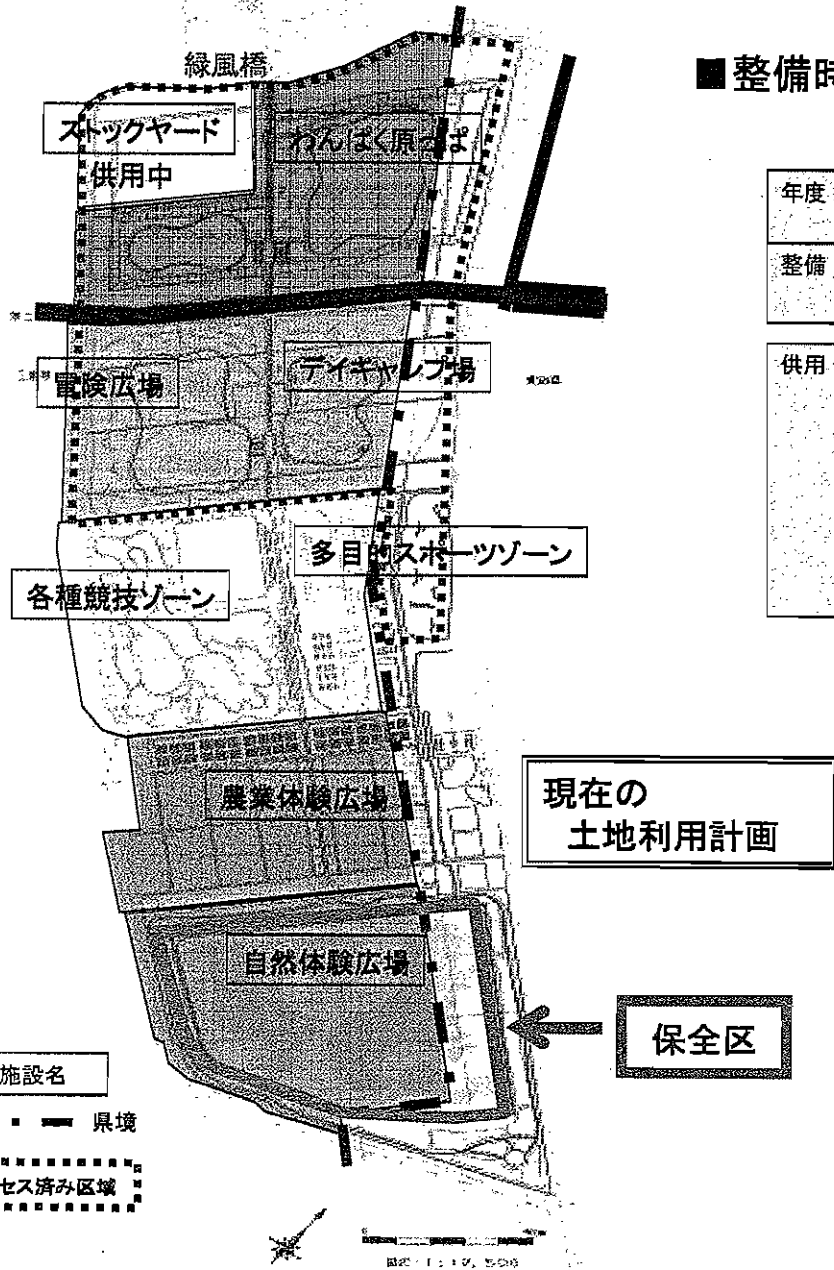 緑風橋
■整備時
ストックヤード
供用中
わんぱく原っぱ
年度
整備
供用
冒険広場
デイキャンプ場
多目的スポーツゾーン
各種競技ゾーン
農業体験広場
現在の
土地利用計画
自然体験広場
保全区
施設名
県境
セス済み区域